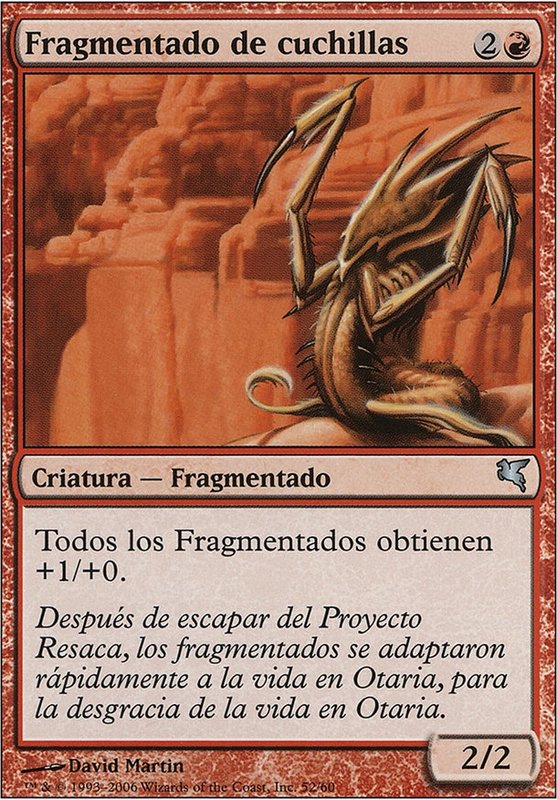 Fragmentado de cuchillas 2
Criatura — Fragmentado
Todos los Fragmentados obtienen
+1/+0.
Después de escapar del Proyecto
Resaca, los fragmentados se adaptaron
rápidamente a la vida en Otaria, para
la desgracia de la vida en Otaria.
2/2
David Martin
™ & © 1993-2006 Wizards of the Coast, Inc. 52/60